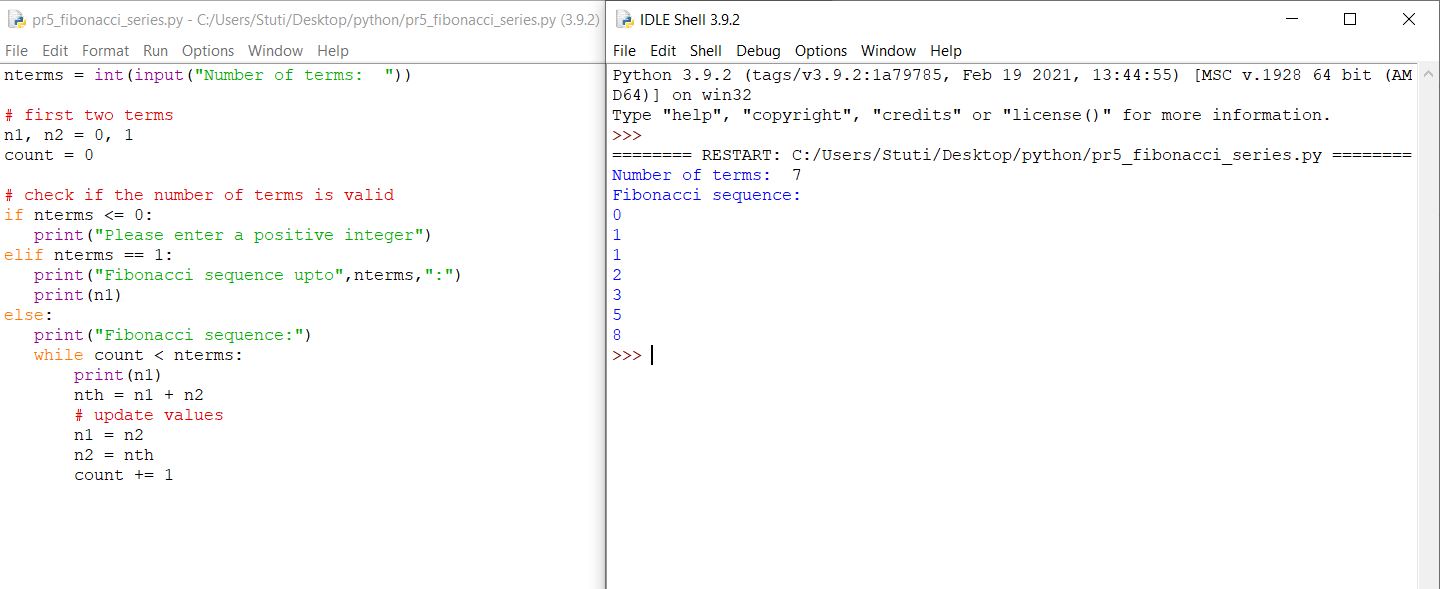 pr5_fibonacci_series.py - C:/Users/Stuti/Desktop/python/pr5_fibonacci_series.py (3.9.2)
File Edit Format Run Options Window Help
nterms = int(input("Number of terms:  "))

# first two terms
n1, n2 = 0, 1
count = 0

# check if the number of terms is valid
if nterms <= 0:
   print("Please enter a positive integer")
elif nterms == 1:
   print("Fibonacci sequence upto",nterms,":")
   print(n1)
else:
   print("Fibonacci sequence:")
   while count < nterms:
       print(n1)
       nth = n1 + n2
       # update values
       n1 = n2
       n2 = nth
       count += 1
IDLE Shell 3.9.2
File Edit Shell Debug Options Window Help
Python 3.9.2 (tags/v3.9.2:1a79785, Feb 19 2021, 13:44:55) [MSC v.1928 64 bit (AM
D64)] on win32
Type "help", "copyright", "credits" or "license()" for more information.
>>>
======== RESTART: C:/Users/Stuti/Desktop/python/pr5_fibonacci_series.py ========
Number of terms:  7
Fibonacci sequence:
0
1
1
2
3
5
8
>>>